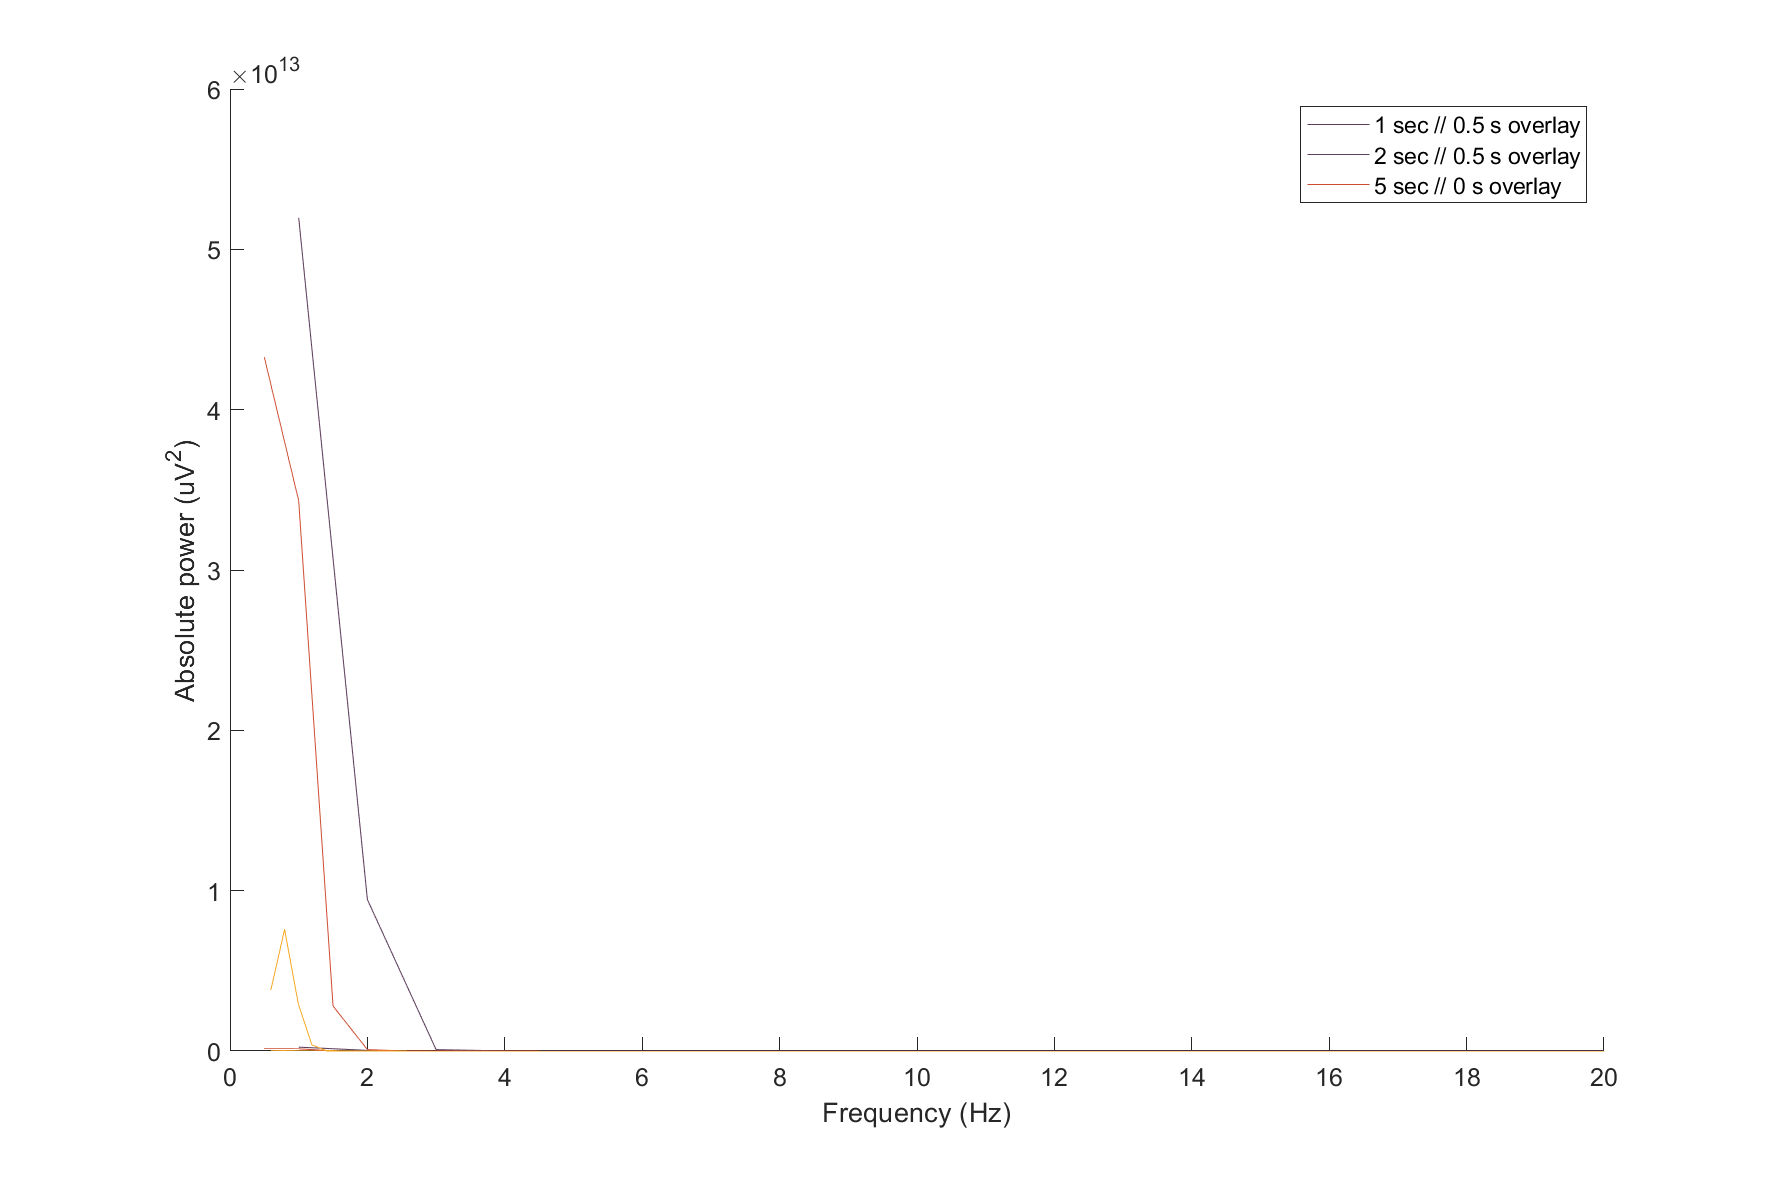 ×10^13
6
5
4
3
2
1
0
Absolute power (uV^2)
1 sec // 0.5 s overlay
2 sec // 0.5 s overlay
5 sec // 0 s overlay
0 2 4 6 8 10 12 14 16 18 20
Frequency (Hz)